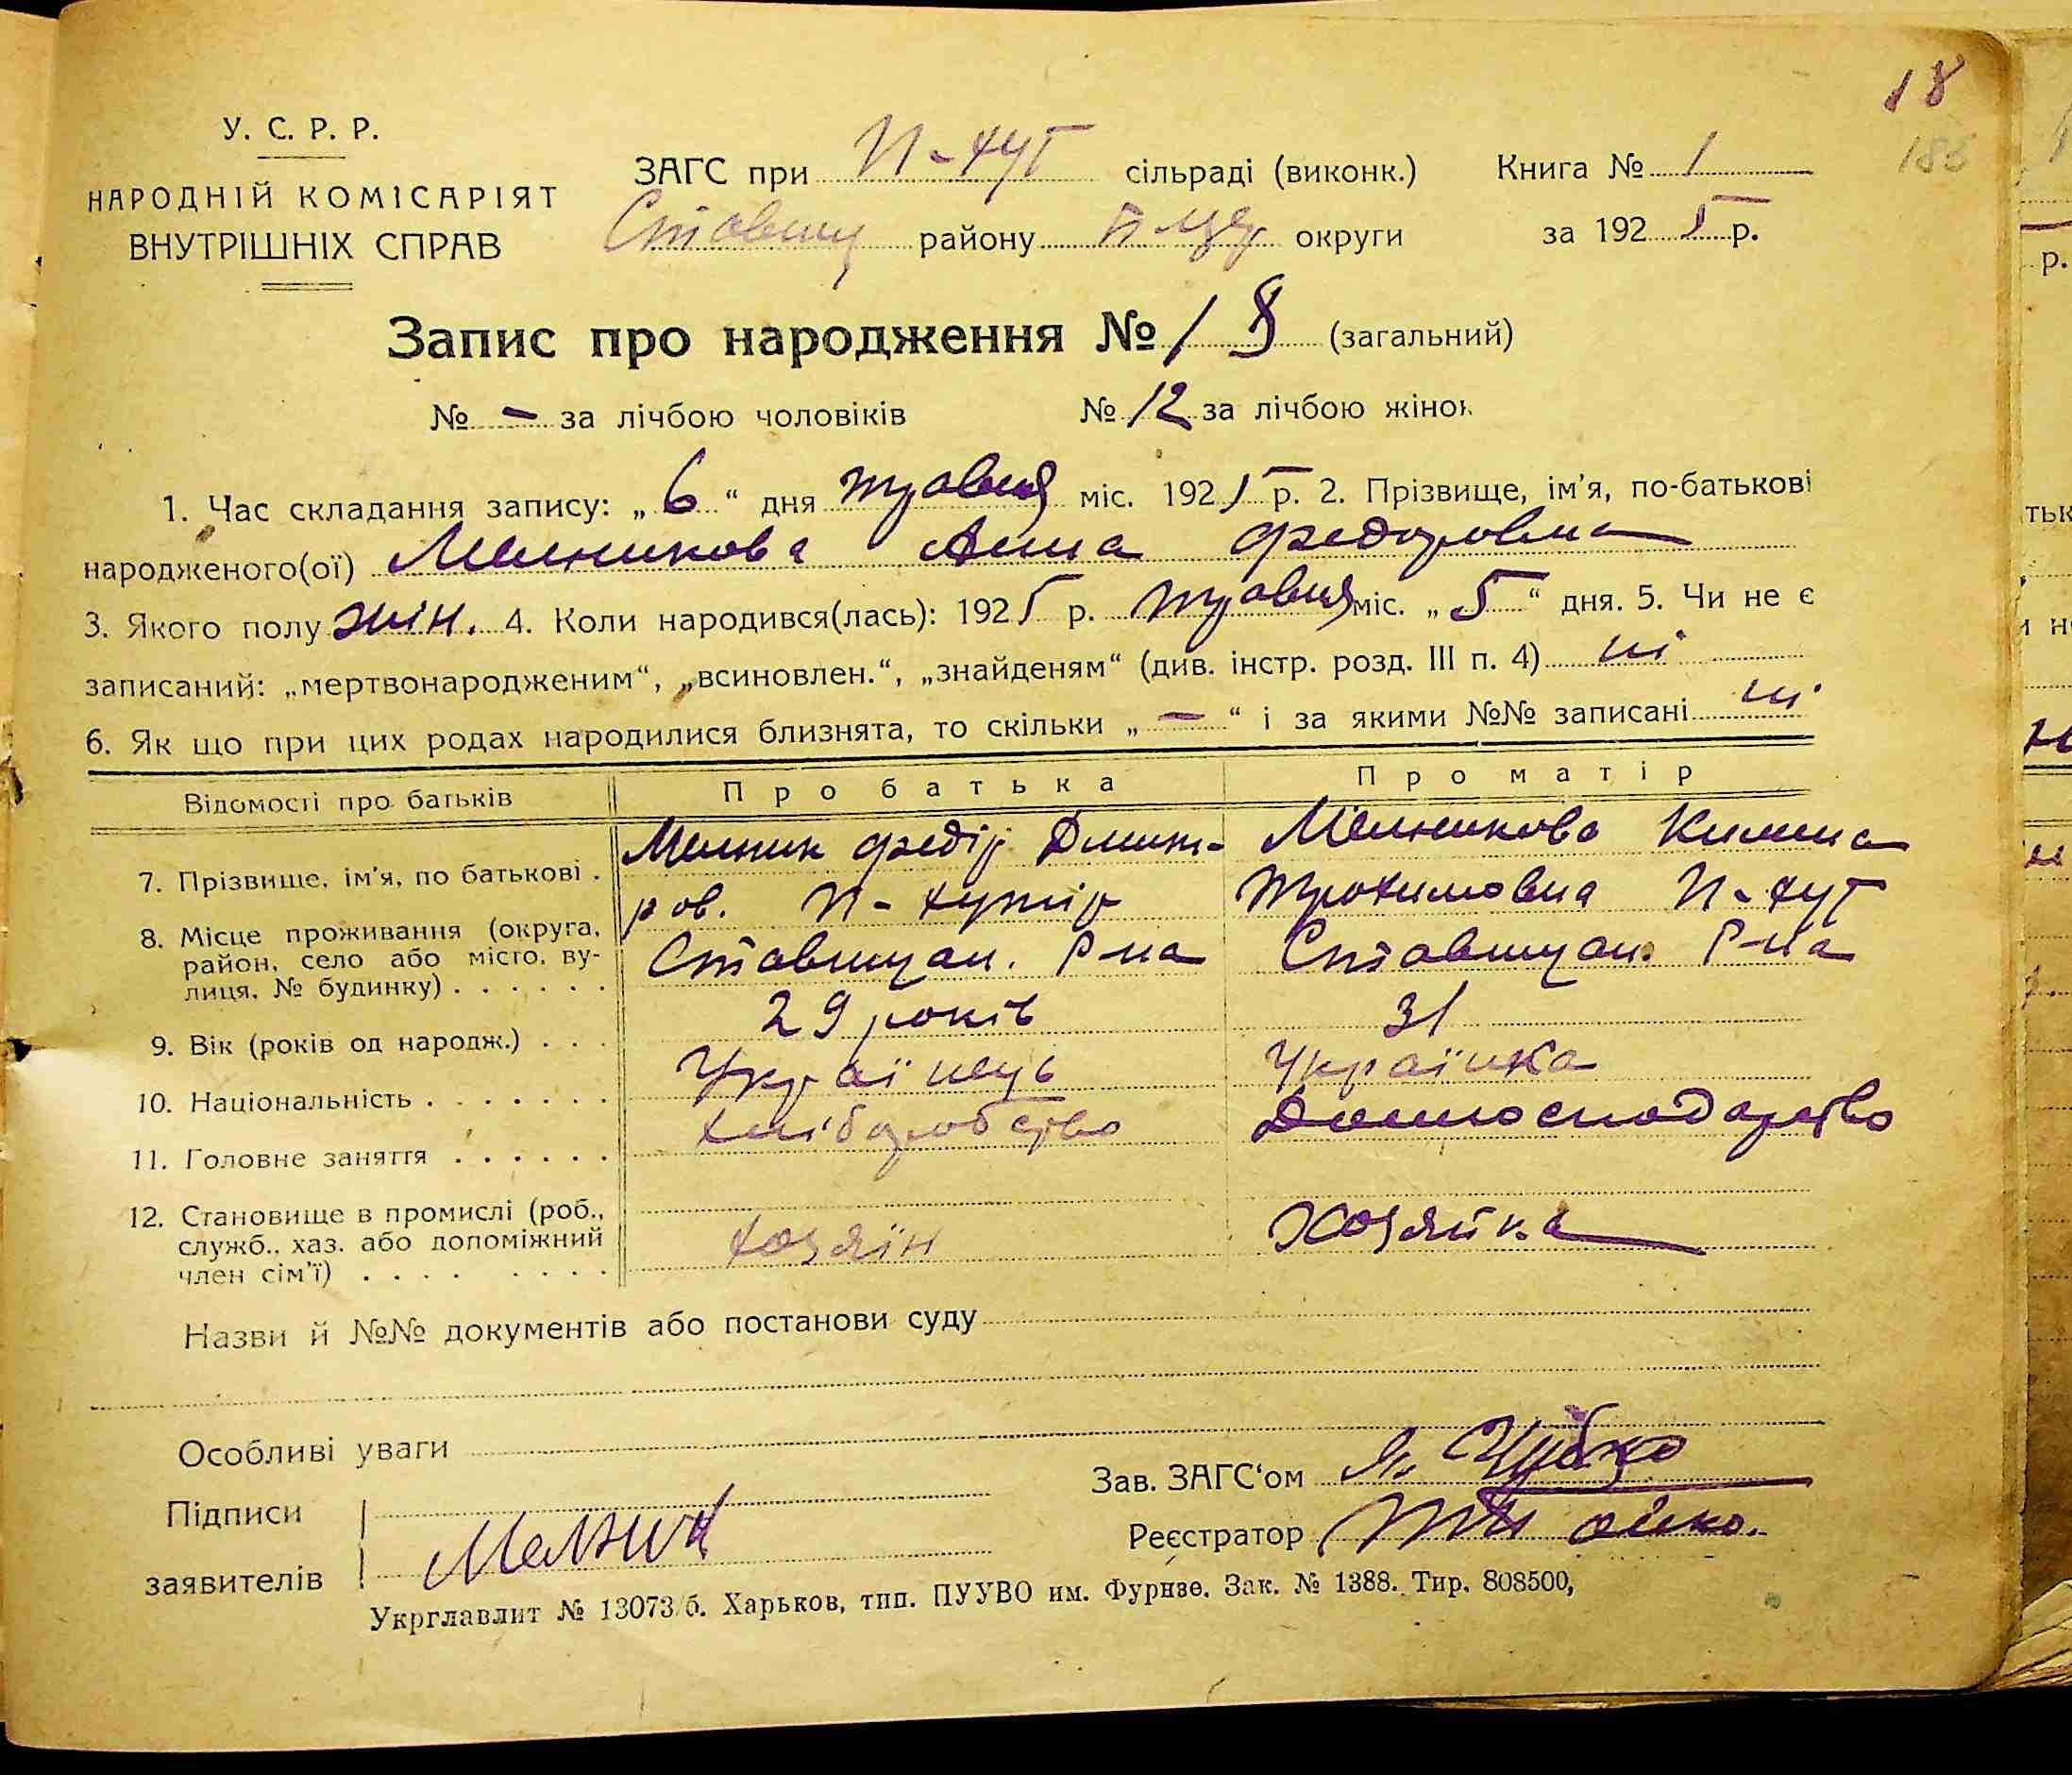 18
188
У. С. Р. Р.
НАРОДНІЙ КОМІСАРІЯТ
ВНУТРІШНІХ СПРАВ
ЗАГС при П-хут сільраді (виконк.) Книга № 1
Ставищ району Б Цер округи за 1925 р.
Запис про народження № 18 (загальний)
№ - за лічбою чоловіків № 12 за лічбою жінок
1. Час складання запису: „6“ дня травня міс. 1925 р. 2. Прізвище, ім’я, по-батькові
народженого(ої) Мельникова Анна Федоровна
3. Якого полу жін. 4. Коли народився(лась): 1925 р. травня міс. „5“ дня. 5. Чи не є
записаний: „мертвонародженим“, „всиновлен.“, „знайденям“ (див. інстр. розд. III п. 4) ні
6. Як що при цих родах народилися близнята, то скільки „-“ і за якими №№ записані ні
Відомості про батьків Про батька Про матір
7. Прізвище, ім’я, по батькові . Мельник Федір Дмит- Мельникова
ров. П-хутір Трохимовна П-хут
8. Місце проживання (округа, район, село або місто, вулиця, № будинку) . . . . . . Ставищан. Р-на Ставищан. Р-на
9. Вік (років од народж.) . . . 29 років 31
10. Національність . . . . . . . Українець Українка
11. Головне заняття . . . . . . хліборобство Домогосподарство
12. Становище в промислі (роб., служб., хаз. або допоміжний член сім’ї) . . . . . . . . хозяїн Хозяйка
Назви й №№ документів або постанови суду
Особливі уваги
Підписи
заявителів Мельник
Зав. ЗАГС‘ом Я.
Реєстратор
Укрглавлит № 13073/б. Харьков, тип. ПУУВО им. Фурнзе. Зак. № 1388. Тир. 808500,